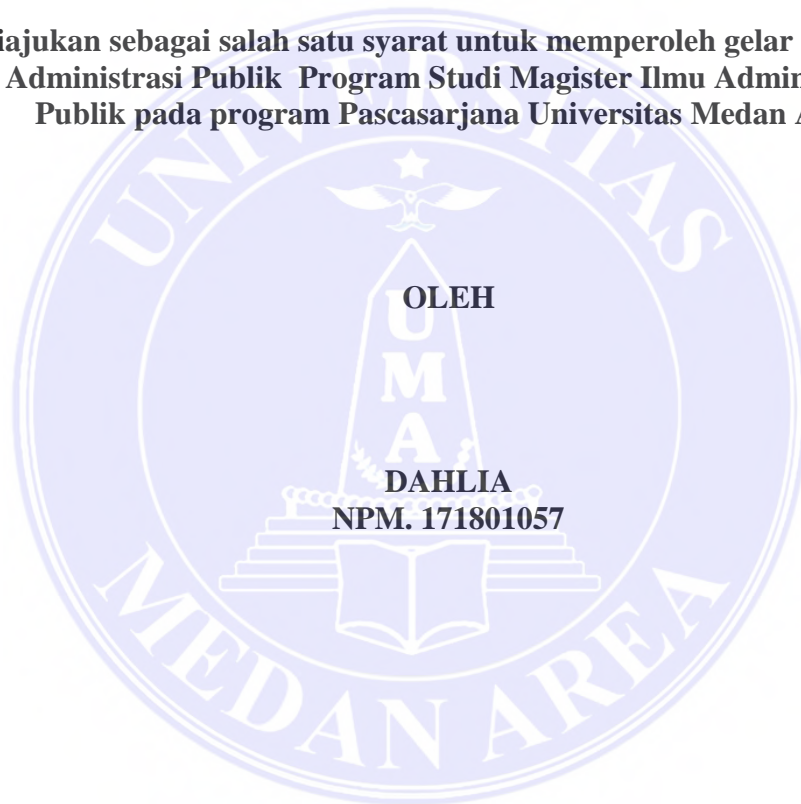 iajukan sebagai salah satu syarat untuk memperoleh gelar
Administrasi Publik Program Studi Magister Ilmu Admin
Publik pada program Pascasarjana Universitas Medan A
UNIVERSITAS
OLEH
UMA
DAHLIA
NPM. 171801057
MEDAN AREA